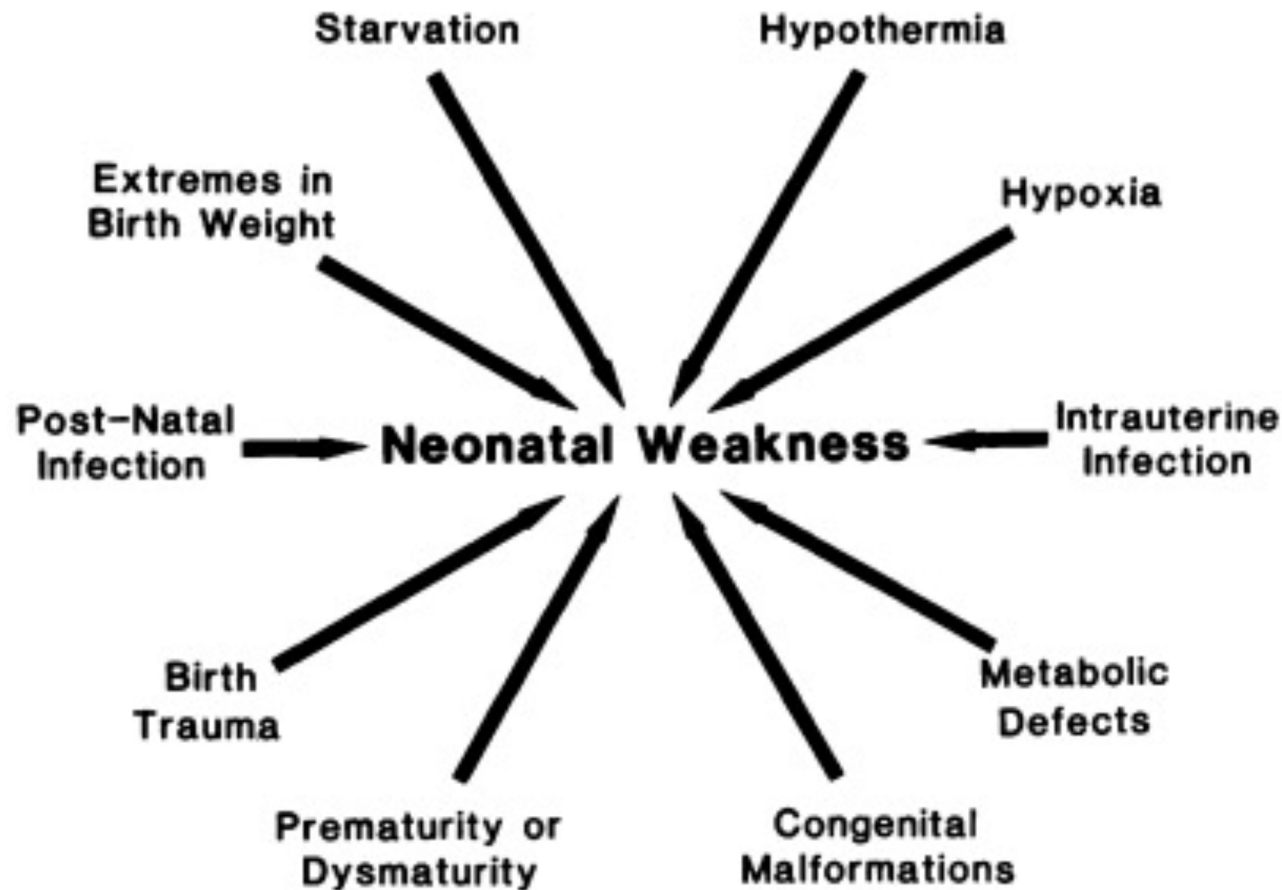 Starvation
Hypothermia
Extremes in
Birth Weight
Hypoxia
Post-Natal
Infection
Neonatal Weakness
Intrauterine
Infection
Birth
Trauma
Metabolic
Defects
Prematurity or
Dysmaturity
Congenital
Malformations